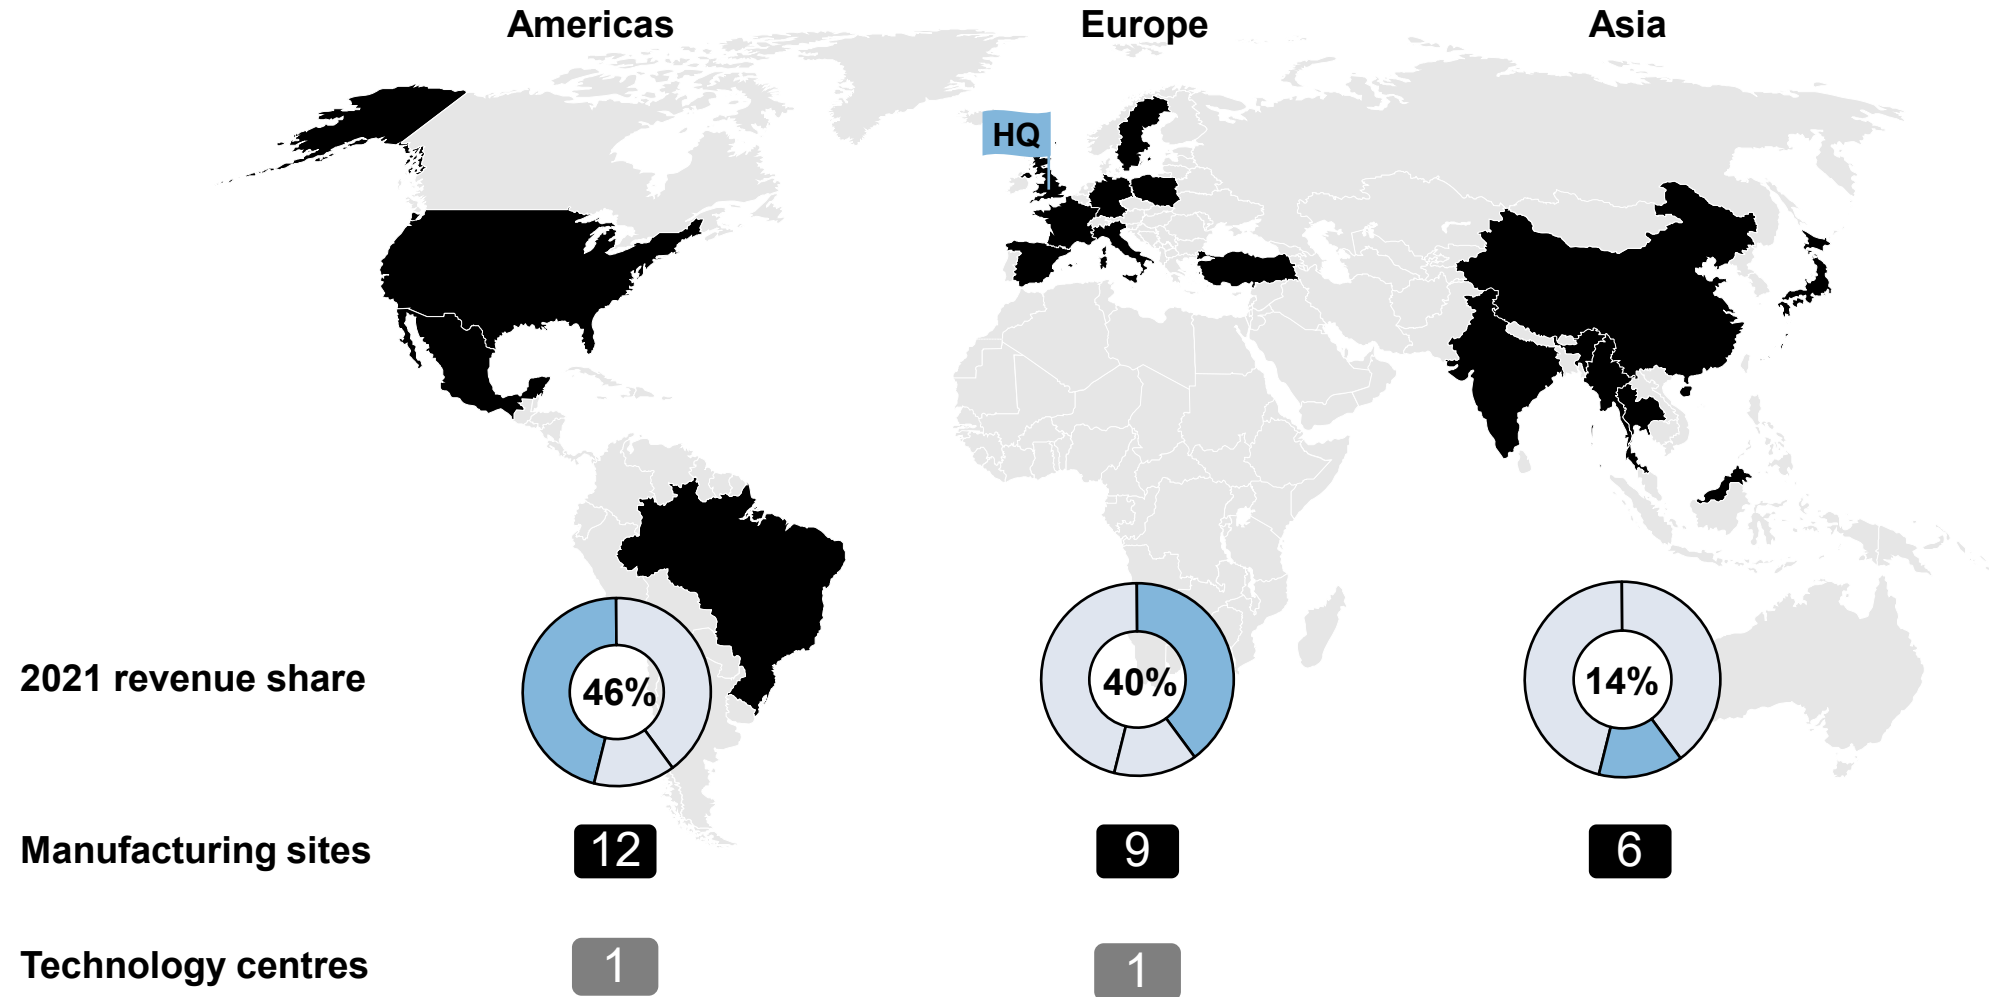 Americas Europe Asia
HQ
2021 revenue share 46% 40% 14%
Manufacturing sites 12 9 6
Technology centres 1 1